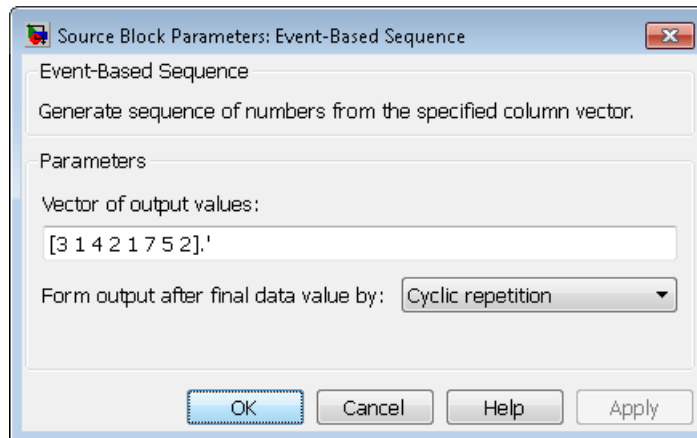 Source Block Parameters: Event-Based Sequence
Event-Based Sequence
Generate sequence of numbers from the specified column vector.
Parameters
Vector of output values:
[3 1 4 2 1 7 5 2].'
Form output after final data value by: Cyclic repetition
OK Cancel Help Apply